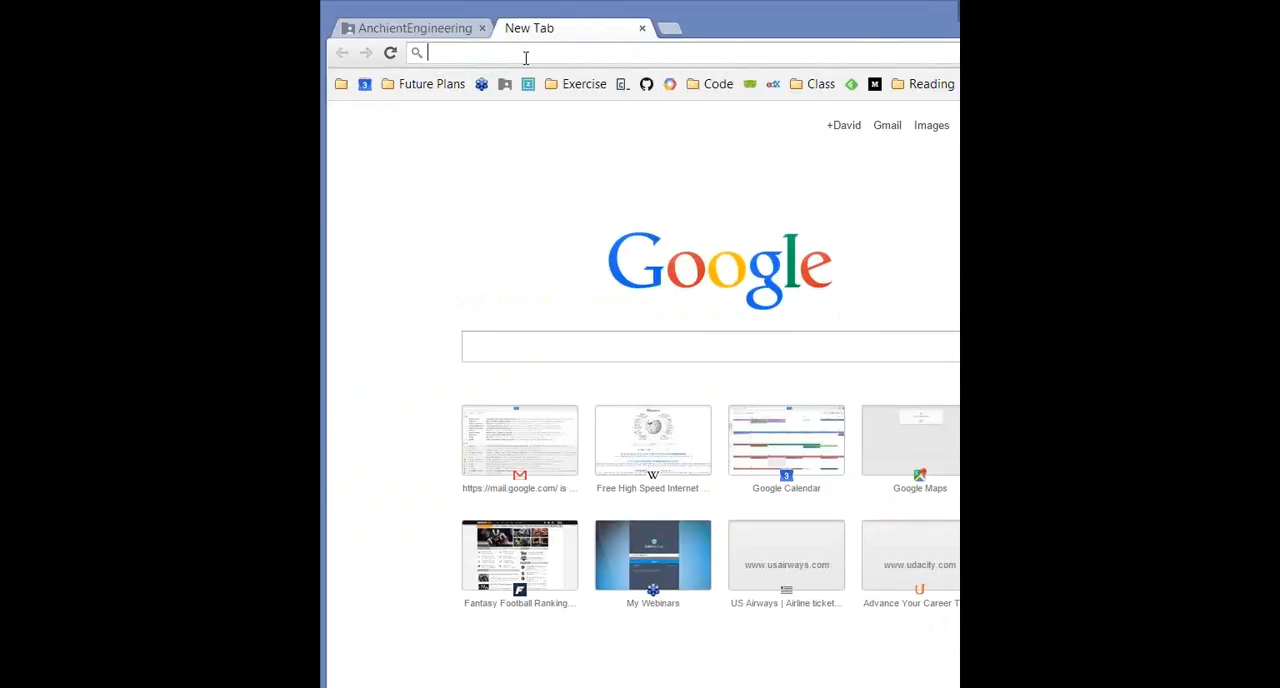 AnchientEngineering
New Tab
3 Future Plans Exercise Code Class M Reading
+David Gmail Images
Google
https://mail.google.com/ is ...
Free High Speed Internet ...
Google Calendar
Google Maps
www.usairways.com
www.udacity.com
Fantasy Football Ranking...
My Webinars
US Airways | Airline ticket...
Advance Your Career T